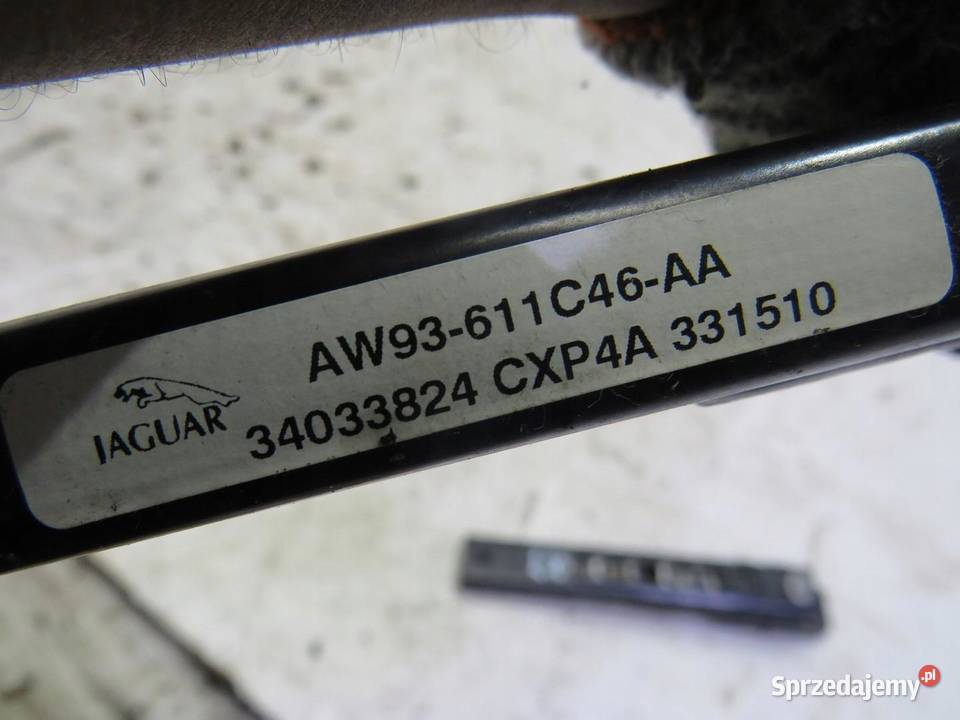 AW93-611C46-AA
34033824 CXP4A 331510
JAGUAR
Sprzedajemy.pl